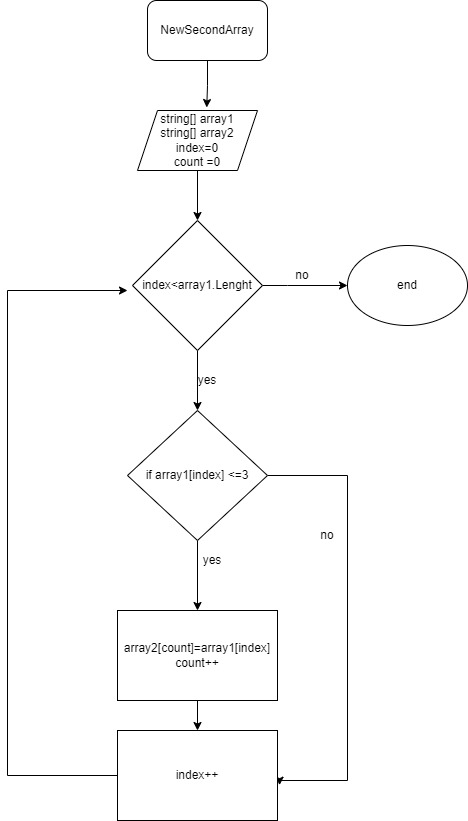 NewSecondArray
string[] array1
string[] array2
index=0
count =0
index<array1.Lenght
no
end
yes
if array1[index] <=3
no
yes
array2[count]=array1[index]
count++
index++